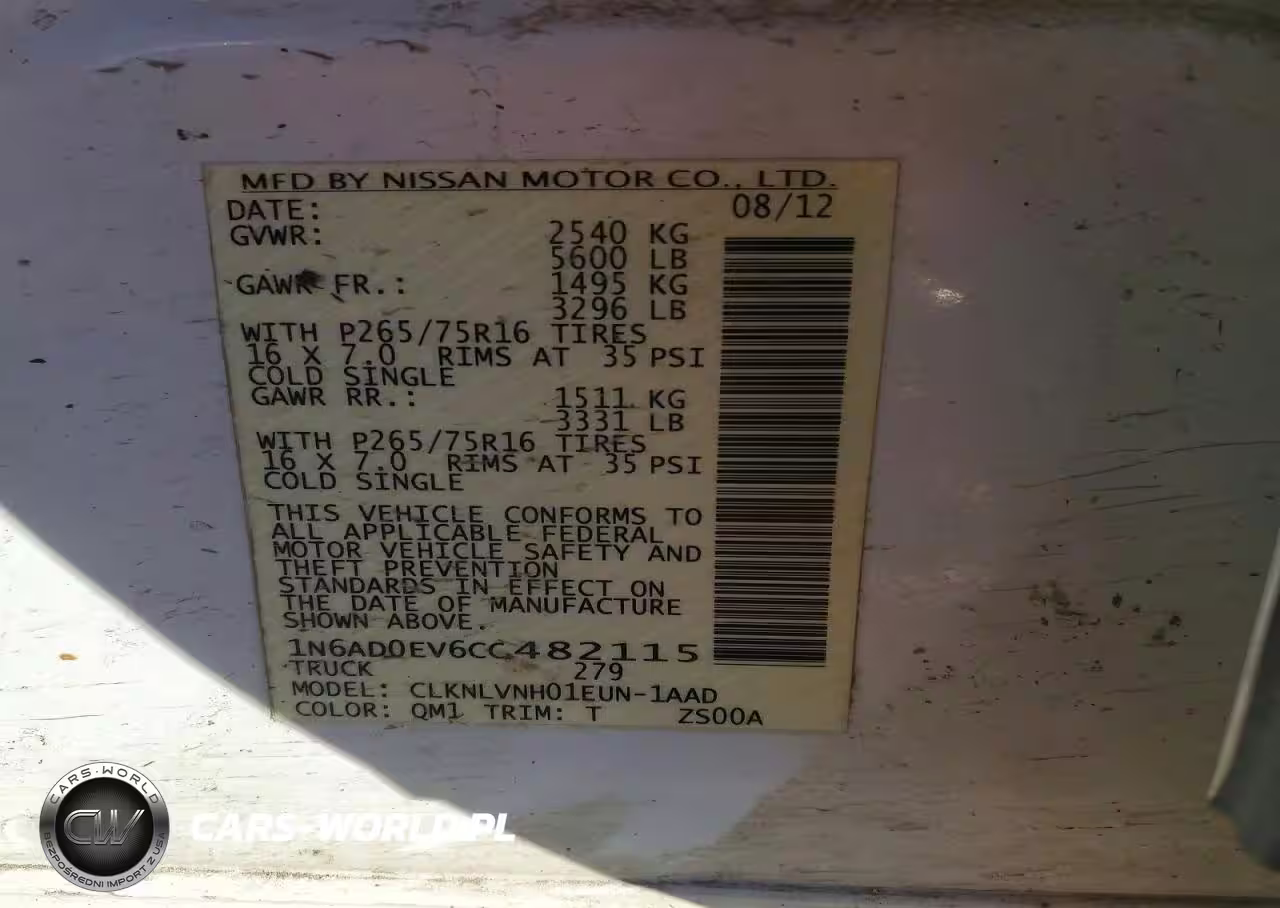 MFD BY NISSAN MOTOR CO., LTD.
DATE: 08/12
GVWR: 2540 KG
5600 LB
GAWR FR.: 1495 KG
3296 LB
WITH P265/75R16 TIRES
16 X 7.0 RIMS AT 35 PSI
COLD SINGLE
GAWR RR.: 1511 KG
3331 LB
WITH P265/75R16 TIRES
16 X 7.0 RIMS AT 35 PSI
COLD SINGLE
THIS VEHICLE CONFORMS TO
ALL APPLICABLE FEDERAL
MOTOR VEHICLE SAFETY AND
THEFT PREVENTION
STANDARDS IN EFFECT ON
THE DATE OF MANUFACTURE
SHOWN ABOVE.
1N6AD0EV6CC482115
TRUCK 279
MODEL: CLKNLVNH01EUN-1AAD
COLOR: QM1 TRIM: T ZS00A
CARS-WORLD
CW
BEZPOŚREDNI IMPORT Z USA
CARS-WORLD.PL